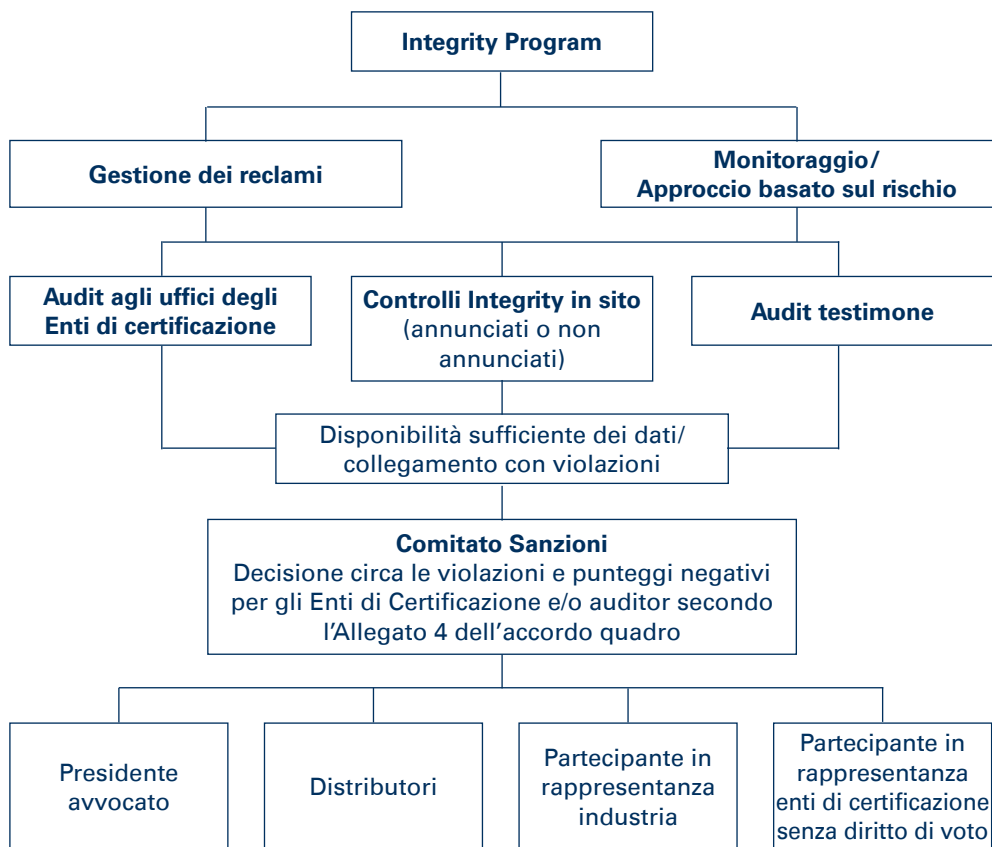 Integrity Program
Gestione dei reclami
Monitoraggio/
Approccio basato sul rischio
Audit agli uffici degli
Enti di certificazione
Controlli Integrity in sito
(annunciati o non
annunciati)
Audit testimone
Disponibilità sufficiente dei dati/
collegamento con violazioni
Comitato Sanzioni
Decisione circa le violazioni e punteggi negativi
per gli Enti di Certificazione e/o auditor secondo
l’Allegato 4 dell’accordo quadro
Presidente
avvocato
Distributori
Partecipante in
rappresentanza
industria
Partecipante in
rappresentanza
enti di certificazione
senza diritto di voto